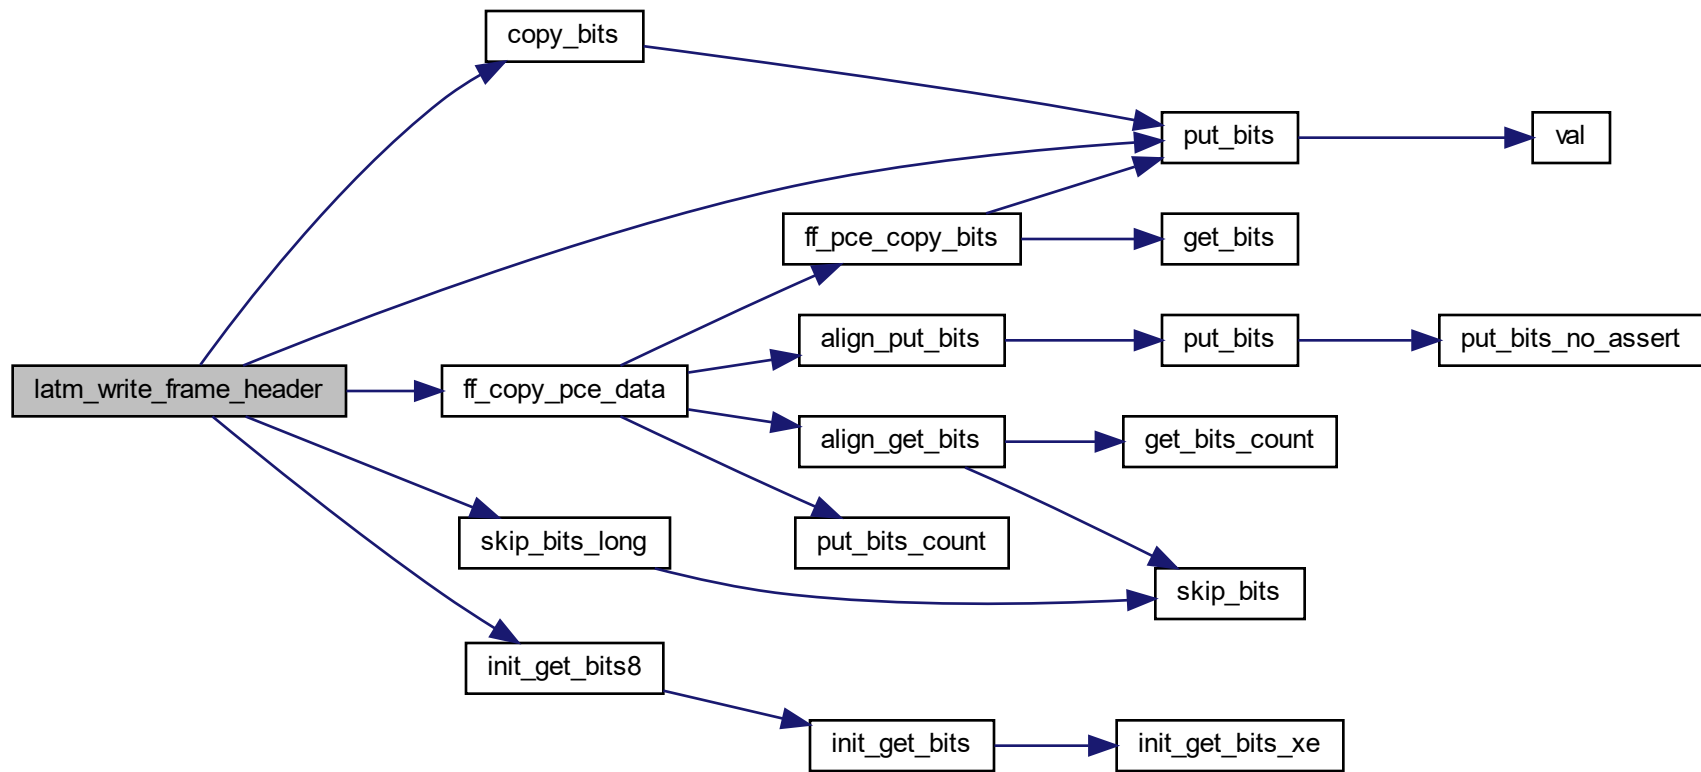 copy_bits
put_bits
val
ff_pce_copy_bits
get_bits
align_put_bits
put_bits
put_bits_no_assert
latm_write_frame_header
ff_copy_pce_data
align_get_bits
get_bits_count
skip_bits_long
put_bits_count
skip_bits
init_get_bits8
init_get_bits
init_get_bits_xe